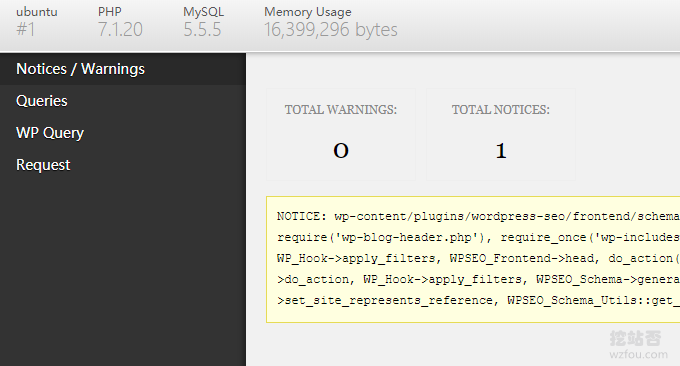 ubuntu PHP MySQL Memory Usage
#1 7.1.20 5.5.5 16,399,296 bytes
Notices / Warnings
Queries
WP Query
Request
TOTAL WARNINGS: TOTAL NOTICES:
0 1
NOTICE: wp-content/plugins/wordpress-seo/frontend/schema
require('wp-blog-header.php'), require_once('wp-includes
WP_Hook->apply_filters, WPSEO_Frontend->head, do_action(
>do_action, WP_Hook->apply_filters, WPSEO_Schema->genera
>set_site_represents_reference, WPSEO_Schema_Utils::get_
挖站否
wzfou.com